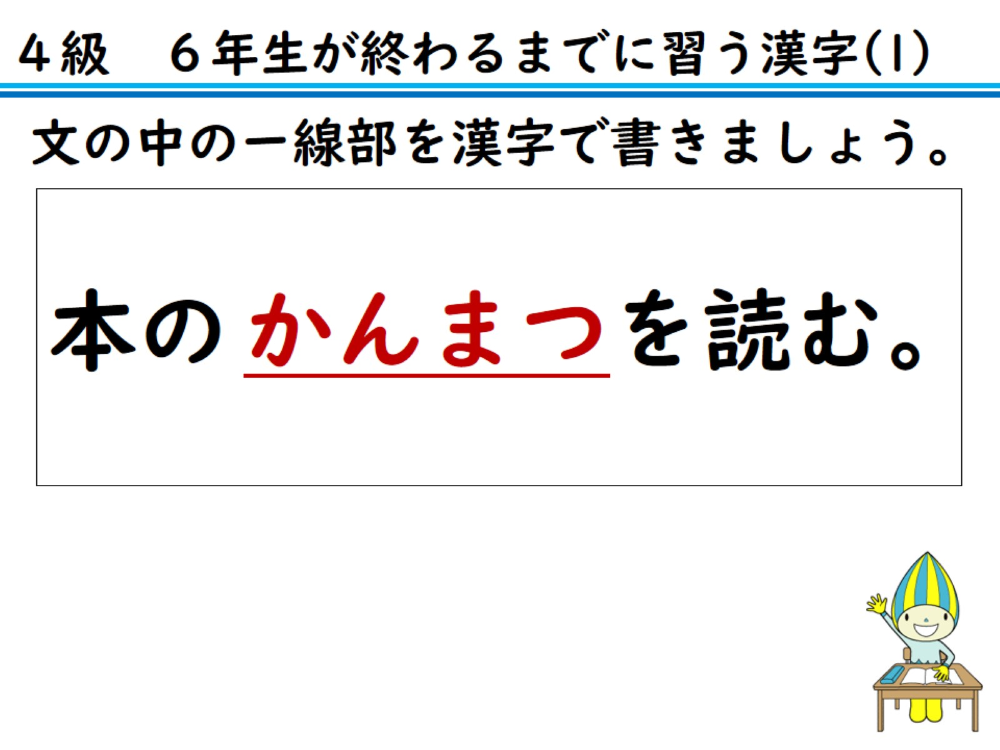 ４級　６年生が終わるまでに習う漢字(1)
文の中の一線部を漢字で書きましょう。
本のかんまつを読む。